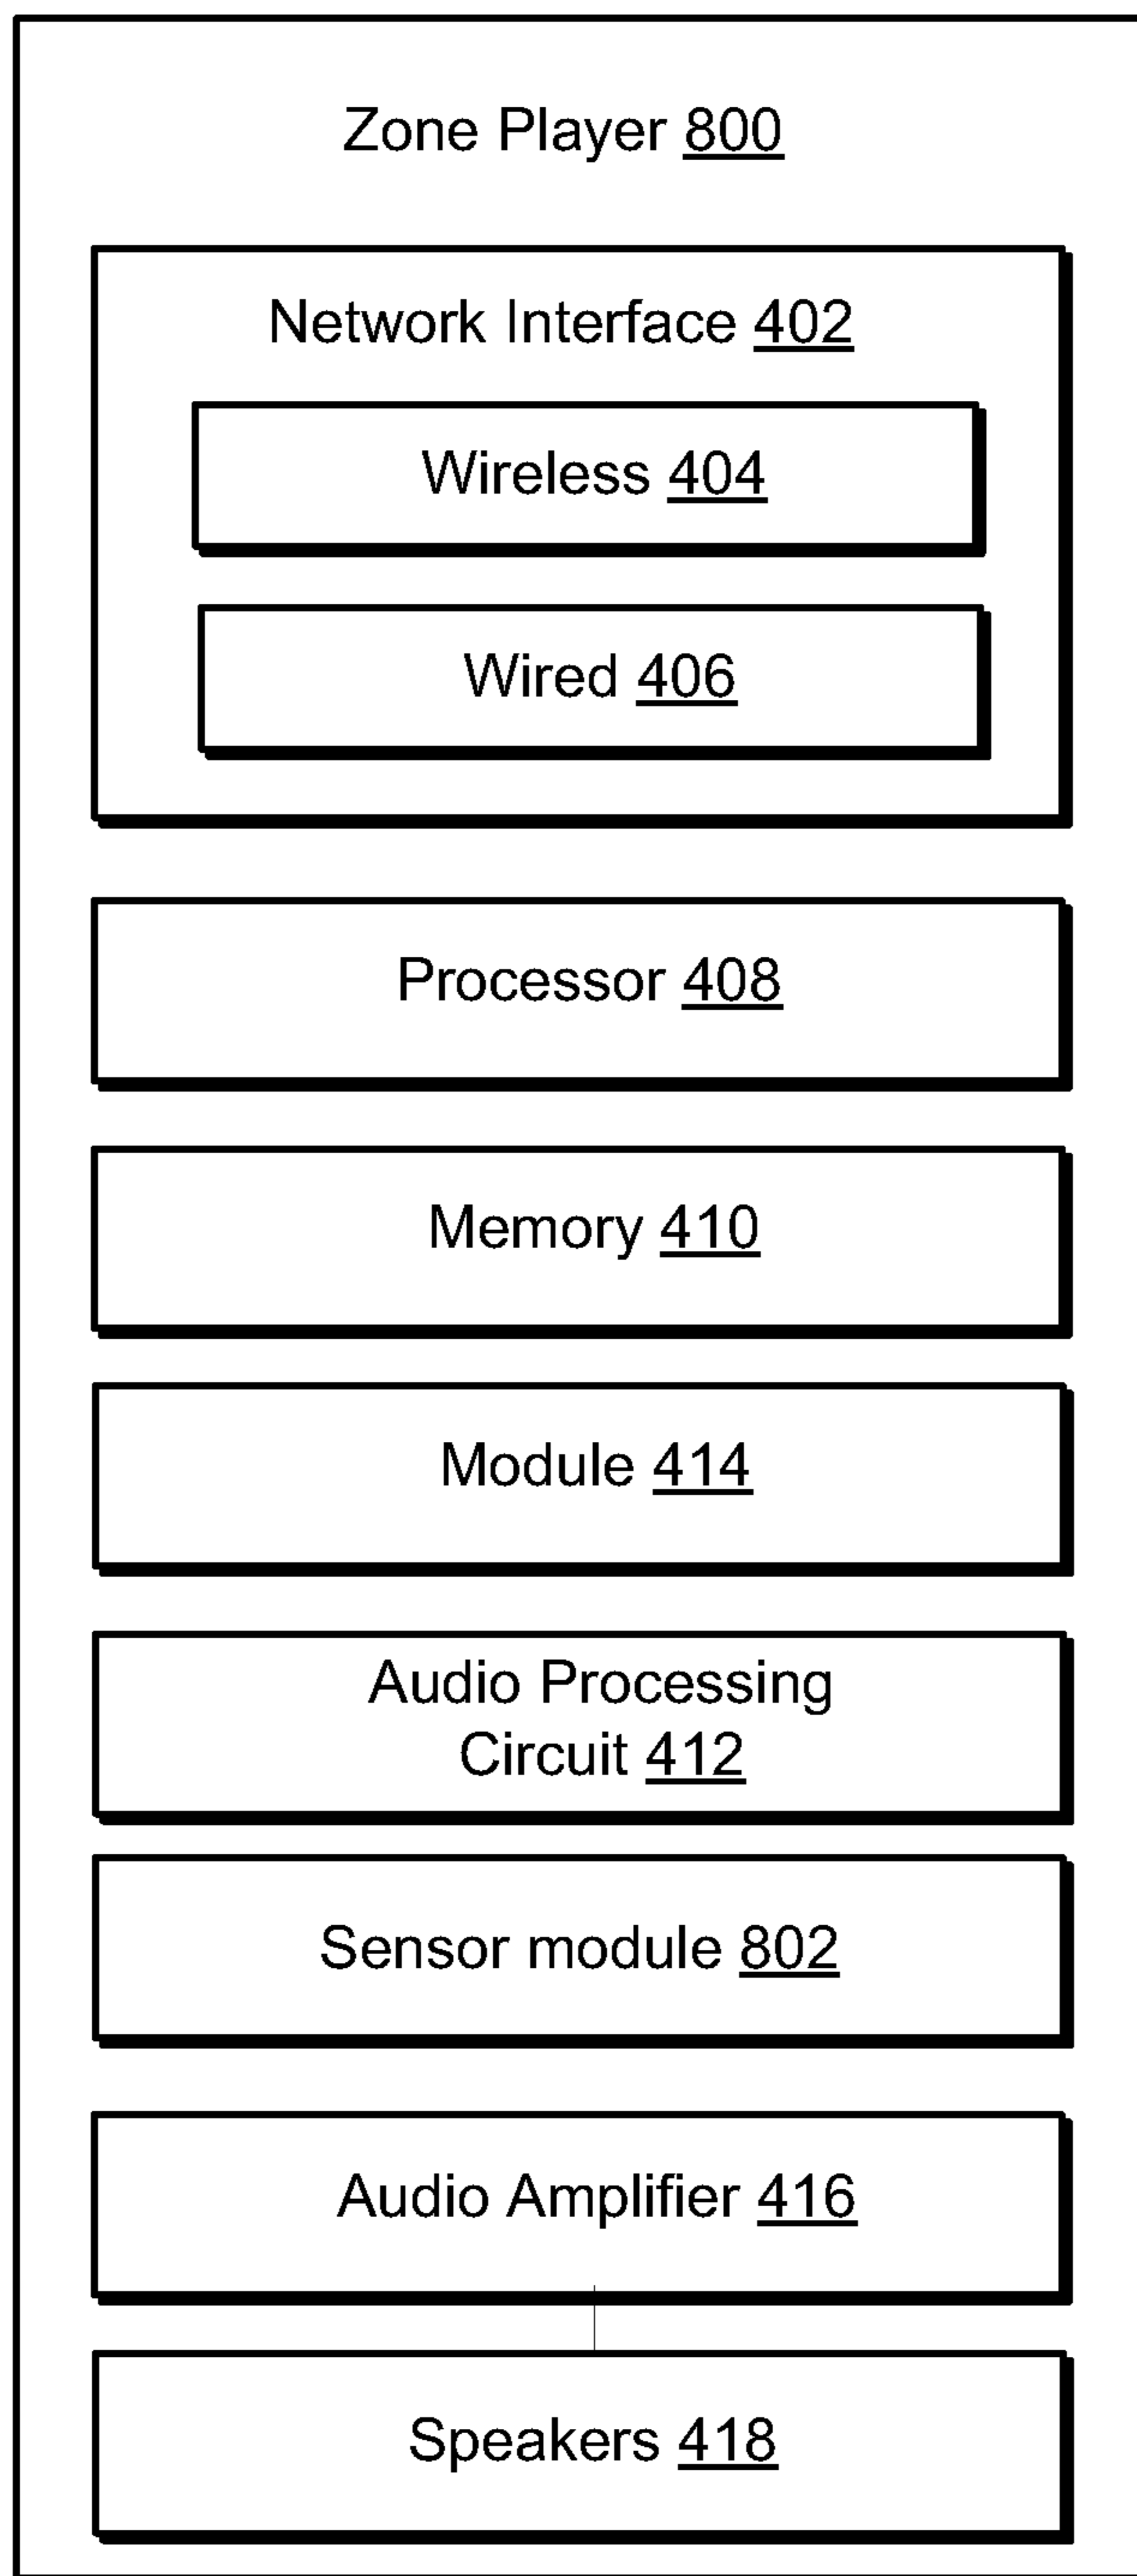 Zone Player 800
Network Interface 402
Wireless 404
Wired 406
Processor 408
Memory 410
Module 414
Audio Processing
Circuit 412
Sensor module 802
Audio Amplifier 416
Speakers 418